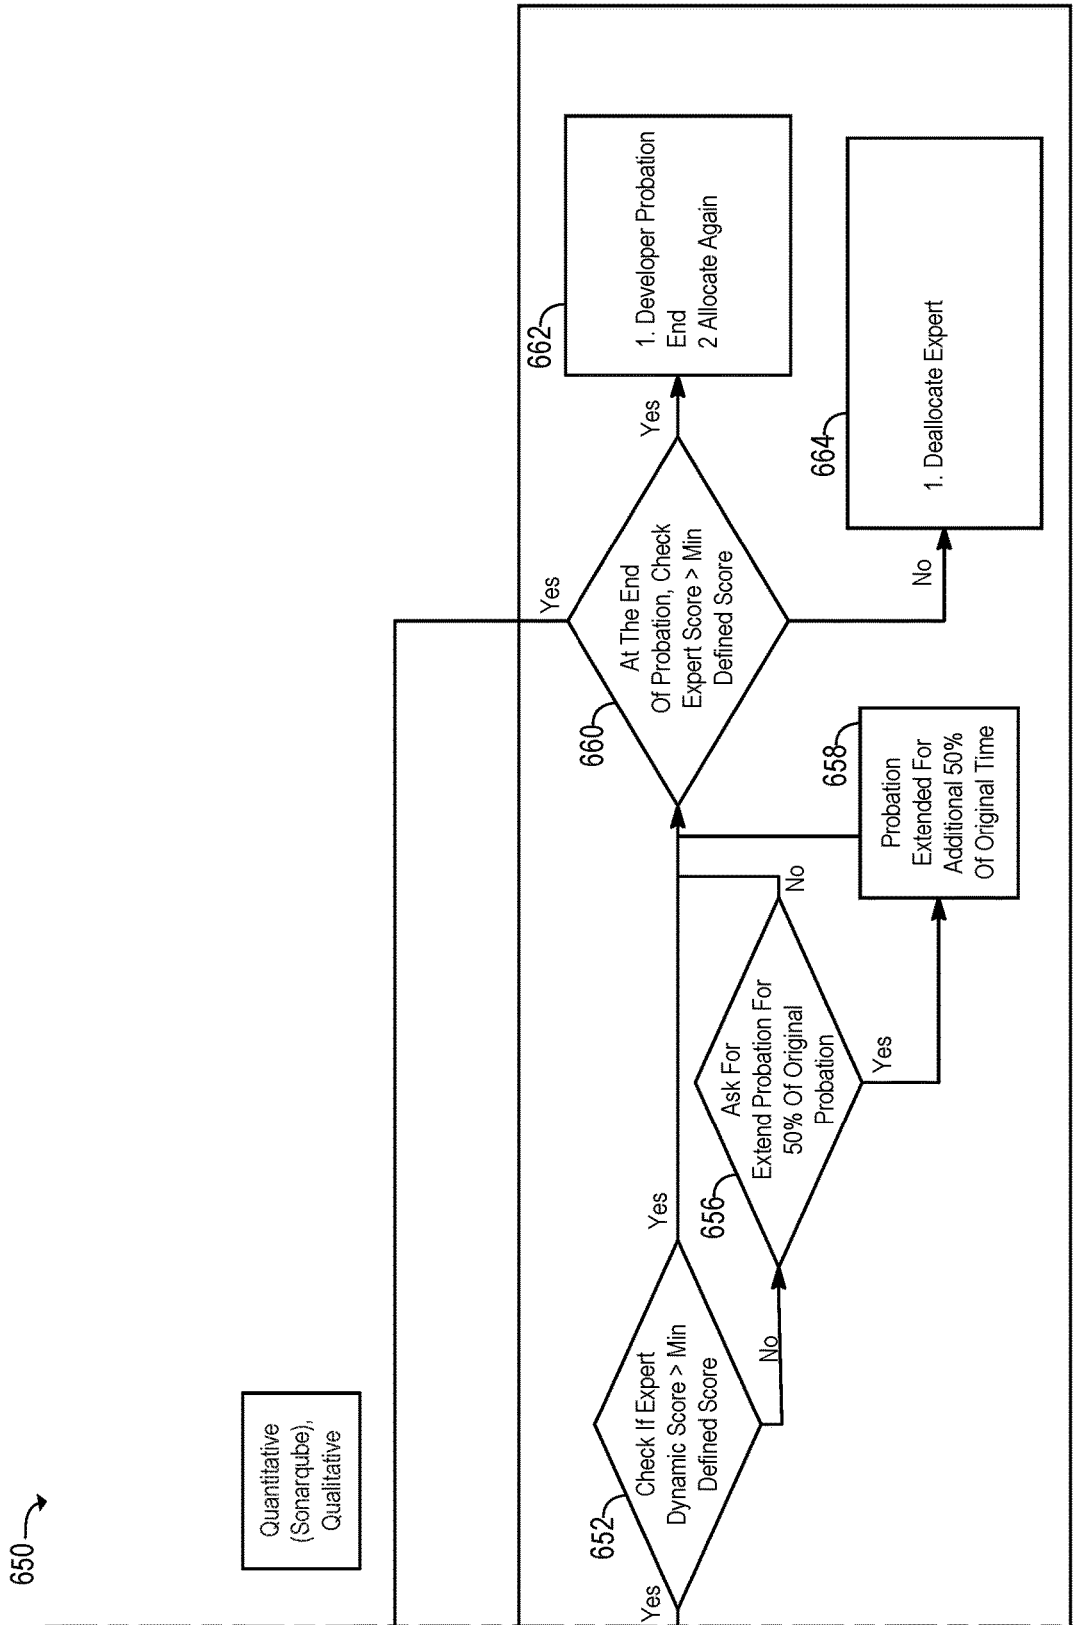 650
Quantitative
(Sonarqube),
Qualitative
Yes
652
Check If Expert
Dynamic Score > Min
Defined Score
Yes
No
656
Ask For
Extend Probation For
50% Of Original
Probation
No
Yes
658
Probation
Extended For
Additional 50%
Of Original Time
660
At The End
Of Probation, Check
Expert Score > Min
Defined Score
Yes
Yes
No
662
1. Developer Probation
End
2 Allocate Again
664
1. Deallocate Expert